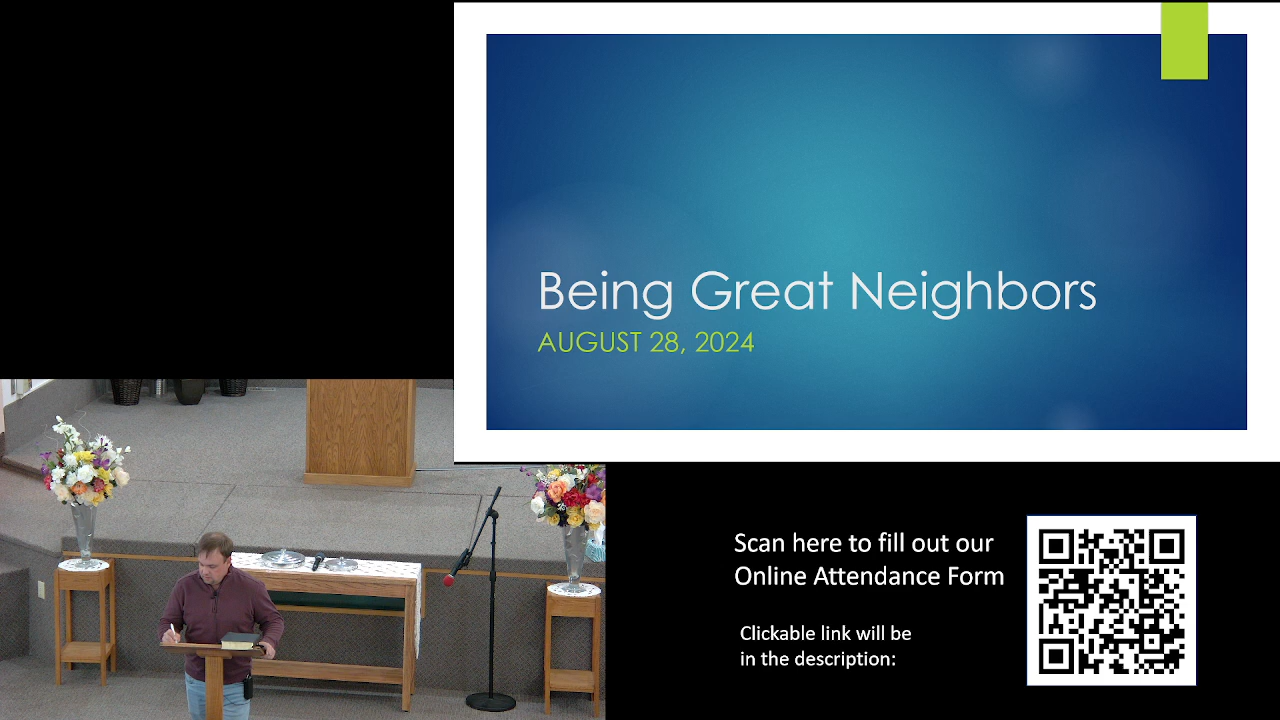 Being Great Neighbors
AUGUST 28, 2024
Scan here to fill out our
Online Attendance Form
Clickable link will be
in the description: